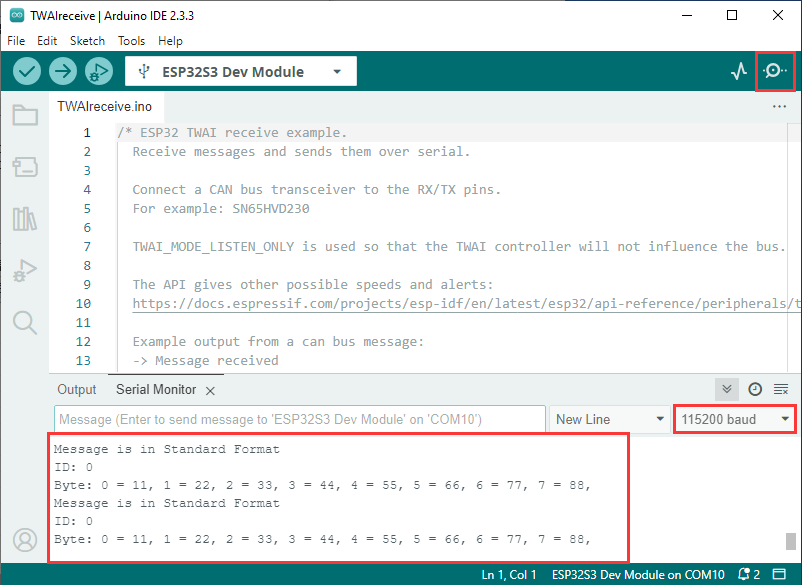 TWAIreceive | Arduino IDE 2.3.3
File Edit Sketch Tools Help
ESP32S3 Dev Module
TWAIreceive.ino
1 /* ESP32 TWAI receive example.
2 Receive messages and sends them over serial.
3
4 Connect a CAN bus transceiver to the RX/TX pins.
5 For example: SN65HVD230
6
7 TWAI_MODE_LISTEN_ONLY is used so that the TWAI controller will not influence the bus.
8
9 The API gives other possible speeds and alerts:
10 https://docs.espressif.com/projects/esp-idf/en/latest/esp32/api-reference/peripherals/t
11
12 Example output from a can bus message:
13 -> Message received
Output Serial Monitor
Message (Enter to send message to 'ESP32S3 Dev Module' on 'COM10') New Line 115200 baud
Message is in Standard Format
ID: 0
Byte: 0 = 11, 1 = 22, 2 = 33, 3 = 44, 4 = 55, 5 = 66, 6 = 77, 7 = 88,
Message is in Standard Format
ID: 0
Byte: 0 = 11, 1 = 22, 2 = 33, 3 = 44, 4 = 55, 5 = 66, 6 = 77, 7 = 88,
Ln 1, Col 1 ESP32S3 Dev Module on COM10 2